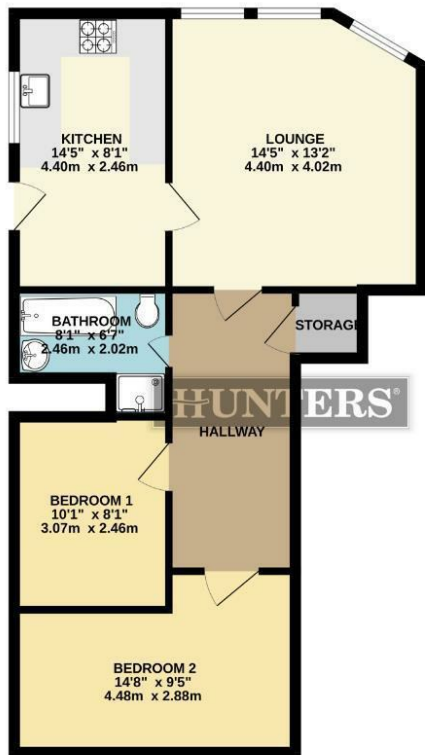 KITCHEN
14'5" x 8'1"
4.40m x 2.46m
LOUNGE
14'5" x 13'2"
4.40m x 4.02m
BATHROOM
8'1" x 6'7"
2.46m x 2.02m
STORAGE
HUNTERS®
HALLWAY
BEDROOM 1
10'1" x 8'1"
3.07m x 2.46m
BEDROOM 2
14'8" x 9'5"
4.48m x 2.88m